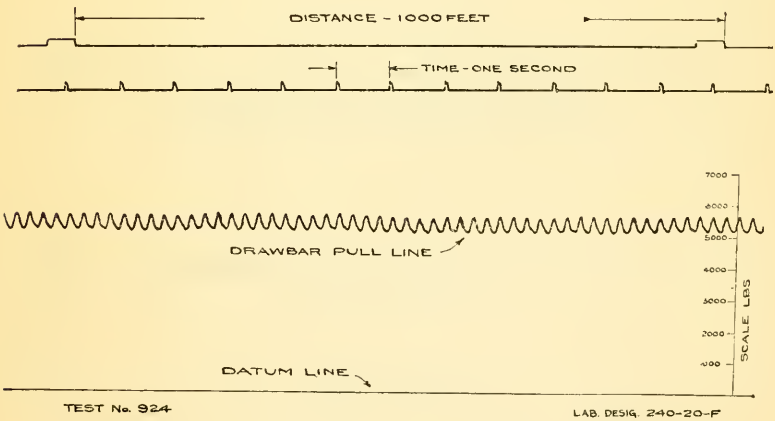 DISTANCE - 1000 FEET
TIME-ONE SECOND
7000
6000
5000
4000
3000
2000
000
SCALE LBS
DRAWBAR PULL LINE
DATUM LINE
TEST No. 924
LAB. DESIG. 240-20-F